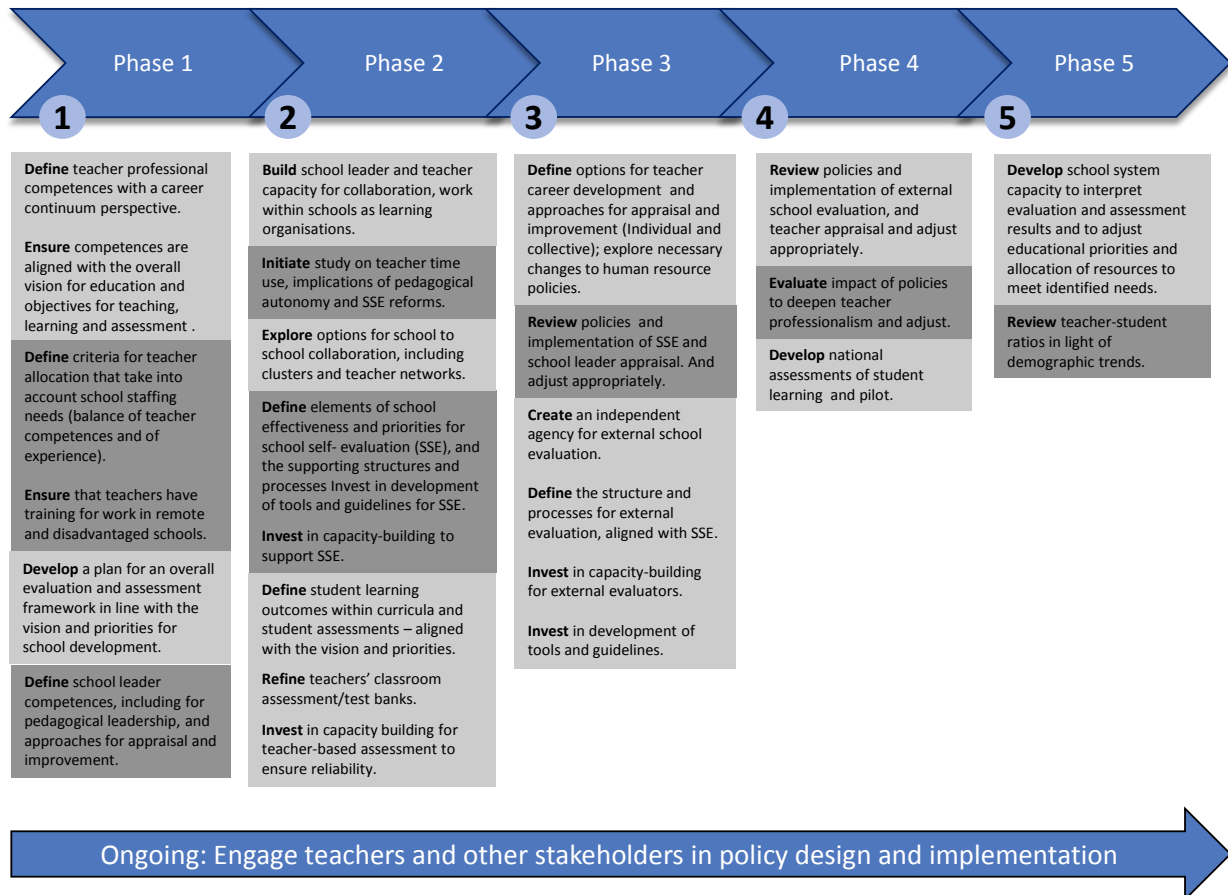 Phase 1
Phase 2
Phase 3
Phase 4
Phase 5
1
2
3
4
5
Define teacher professional
competences with a career
continuum perspective.
Ensure competences are
aligned with the overall
vision for education and
objectives for teaching,
learning and assessment .
Define criteria for teacher
allocation that take into
account school staffing
needs (balance of teacher
competences and of
experience).
Ensure that teachers have
training for work in remote
and disadvantaged schools.
Develop a plan for an overall
evaluation and assessment
framework in line with the
vision and priorities for
school development.
Define school leader
competences, including for
pedagogical leadership, and
approaches for appraisal and
improvement.
Build school leader and teacher
capacity for collaboration, work
within schools as learning
organisations.
Initiate study on teacher time
use, implications of pedagogical
autonomy and SSE reforms.
Explore options for school to
school collaboration, including
clusters and teacher networks.
Define elements of school
effectiveness and priorities for
school self- evaluation (SSE), and
the supporting structures and
processes Invest in development
of tools and guidelines for SSE.
Invest in capacity-building to
support SSE.
Define student learning
outcomes within curricula and
student assessments – aligned
with the vision and priorities.
Refine teachers’ classroom
assessment/test banks.
Invest in capacity building for
teacher-based assessment to
ensure reliability.
Define options for teacher
career development and
approaches for appraisal and
improvement (Individual and
collective); explore necessary
changes to human resource
policies.
Review policies and
implementation of SSE and
school leader appraisal. And
adjust appropriately.
Create an independent
agency for external school
evaluation.
Define the structure and
processes for external
evaluation, aligned with SSE.
Invest in capacity-building
for external evaluators.
Invest in development of
tools and guidelines.
Review policies and
implementation of external
school evaluation, and
teacher appraisal and adjust
appropriately.
Evaluate impact of policies
to deepen teacher
professionalism and adjust.
Develop national
assessments of student
learning and pilot.
Develop school system
capacity to interpret
evaluation and assessment
results and to adjust
educational priorities and
allocation of resources to
meet identified needs.
Review teacher-student
ratios in light of
demographic trends.
Ongoing: Engage teachers and other stakeholders in policy design and implementation